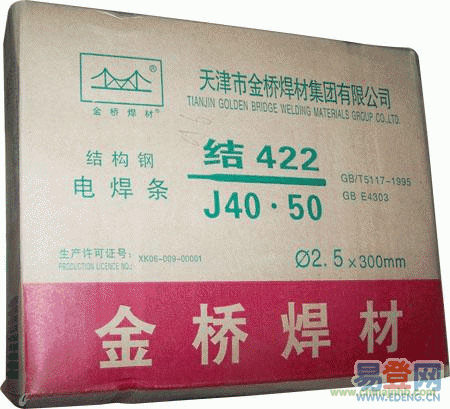 天津市金桥焊材集团有限公司
TIANJIN GOLDEN BRIDGE WELDING MATERIALS GROUP CO.,LTD.
®
金桥焊材
结构钢
电焊条
结422
J40·50
GB/T5117-1995
GB E4303
生产许可证号: XK06-009-00001
PRODUCTION LICENCE NO.:
Ø2.5×300mm
金桥焊材
易登网
WWW.EDENG.CN